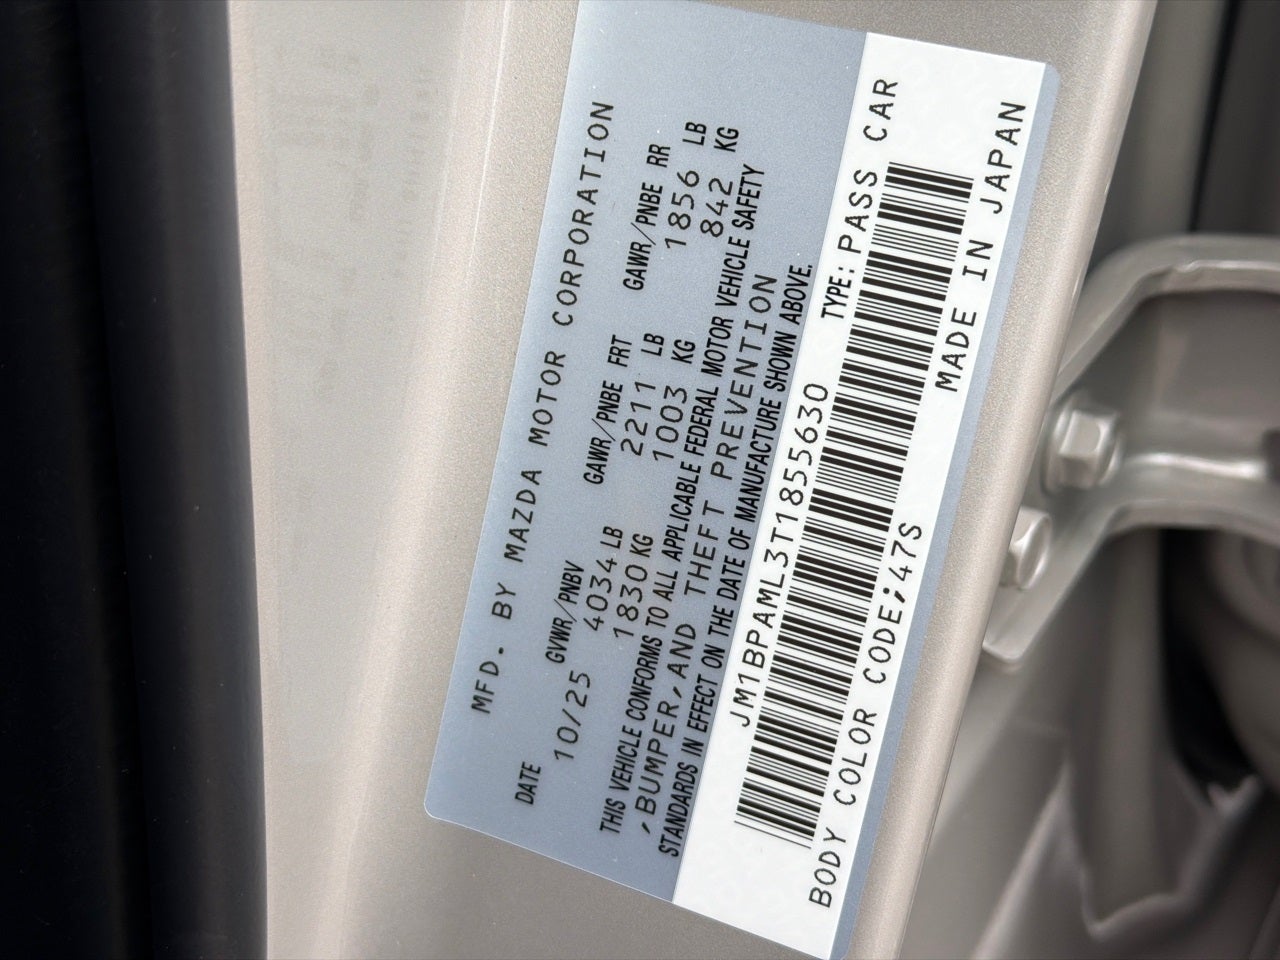 MFD. BY MAZDA MOTOR CORPORATION
DATE GVWR/PNBV GAWR/PNBE FRT GAWR/PNBE RR
10/25 4034 LB 2211 LB 1856 LB
1830 KG 1003 KG 842 KG
THIS VEHICLE CONFORMS TO ALL APPLICABLE FEDERAL MOTOR VEHICLE SAFETY
,BUMPER,AND THEFT PREVENTION
STANDARDS IN EFFECT ON THE DATE OF MANUFACTURE SHOWN ABOVE.
JM1BPAML3T1855630 TYPE: PASS CAR
BODY COLOR CODE;47S MADE IN JAPAN